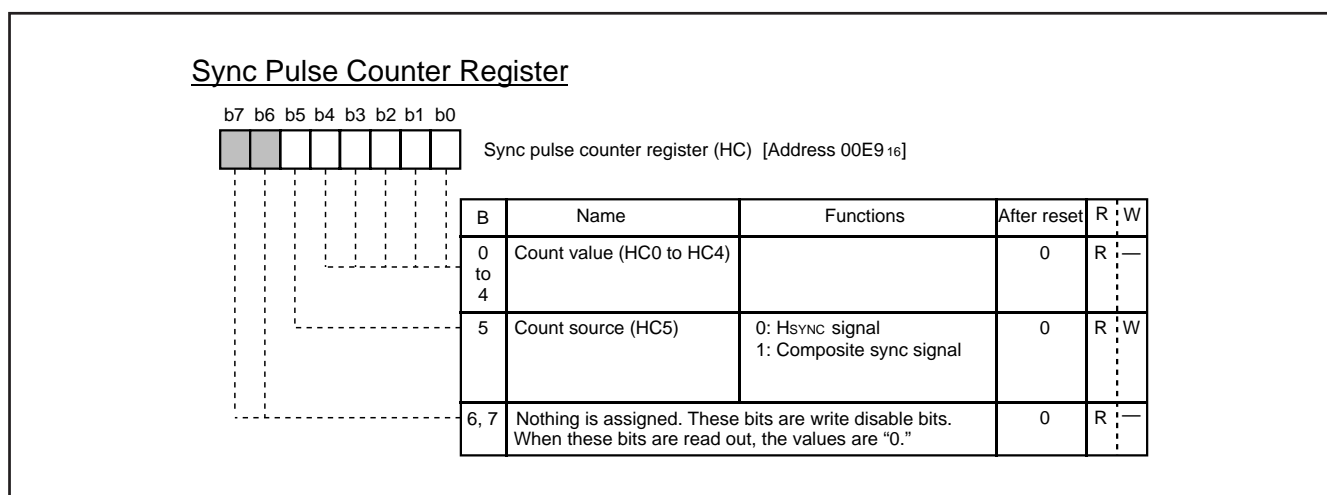 Sync Pulse Counter Register
b7 b6 b5 b4 b3 b2 b1 b0
Sync pulse counter register (HC) [Address 00E916]
B Name Functions After reset R W
0 to 4 Count value (HC0 to HC4) 0 R —
5 Count source (HC5) 0: HSYNC signal 0 R W
1: Composite sync signal
6, 7 Nothing is assigned. These bits are write disable bits. 0 R —
When these bits are read out, the values are “0.”